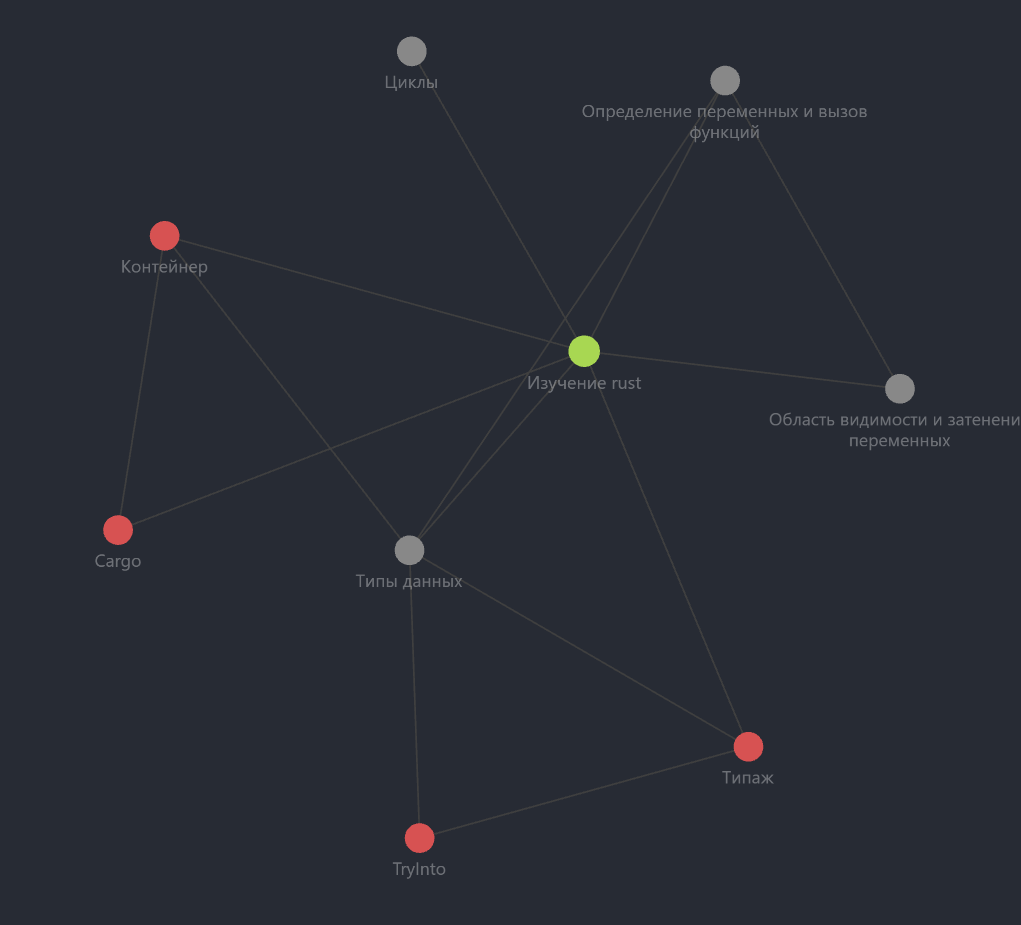 Циклы
Определение переменных и вызов
функций
Контейнер
Изучение rust
Область видимости и затенени
переменных
Cargo
Типы данных
Типаж
TryInto